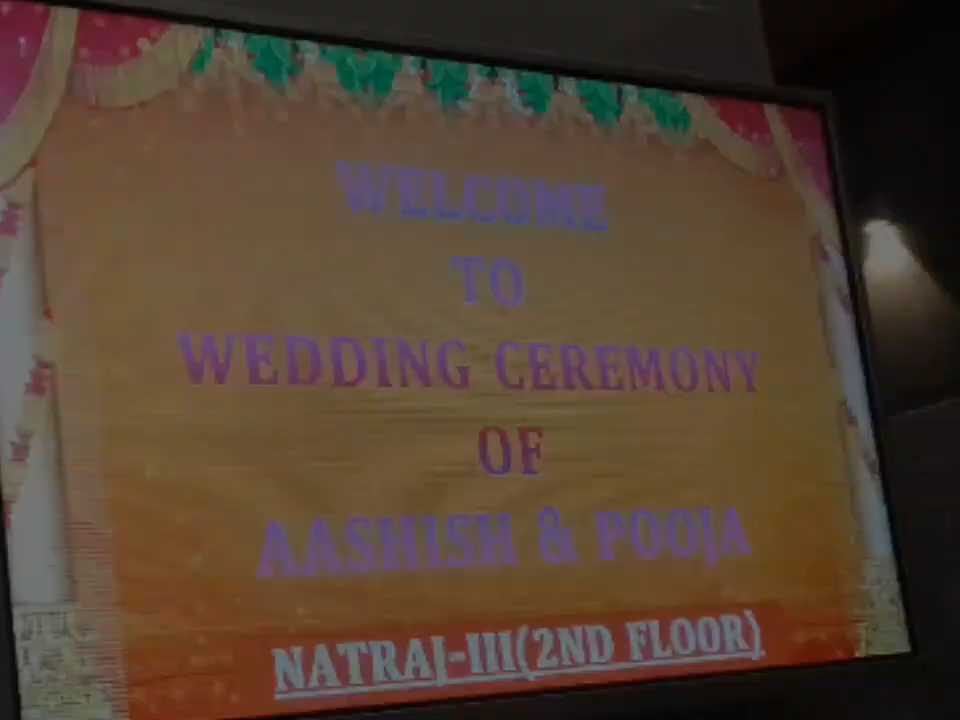 WELCOME
TO
WEDDING CEREMONY
OF
AASHISH & POOJA
NATRAJ-III(2ND FLOOR)